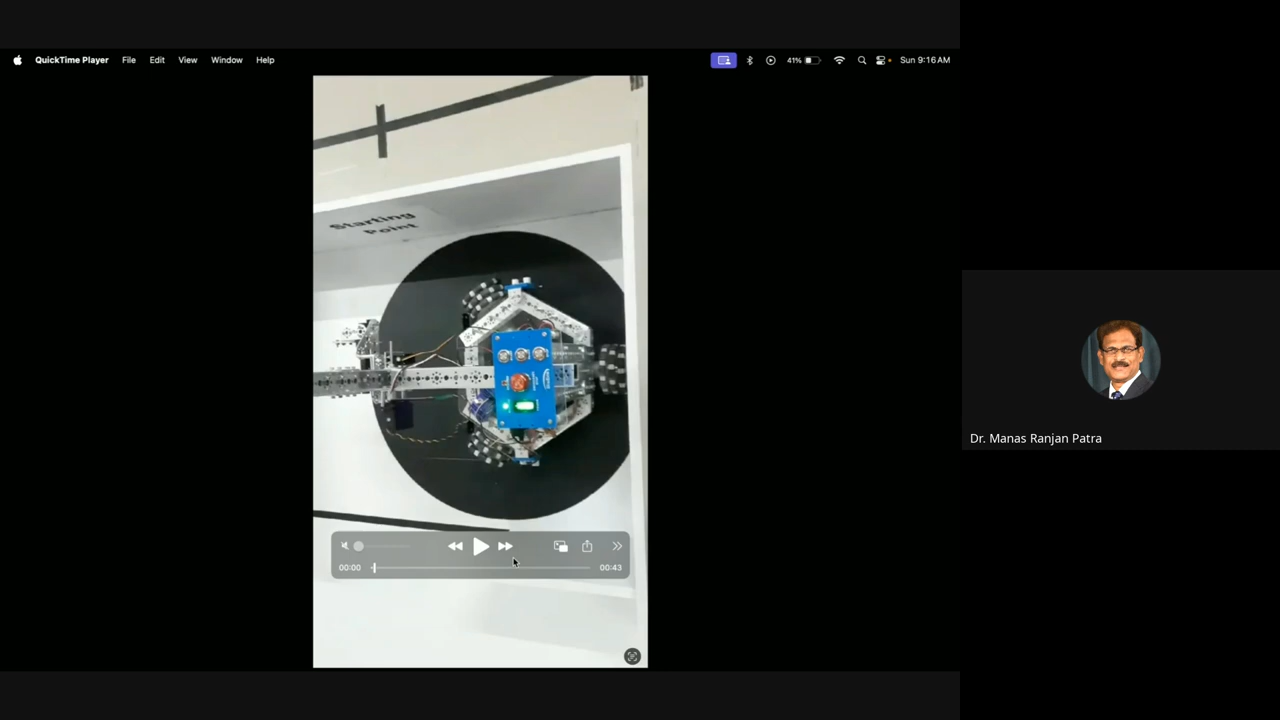 QuickTime Player File Edit View Window Help
41% Sun 9:16 AM
Starting
Point
00:00 00:43
Dr. Manas Ranjan Patra